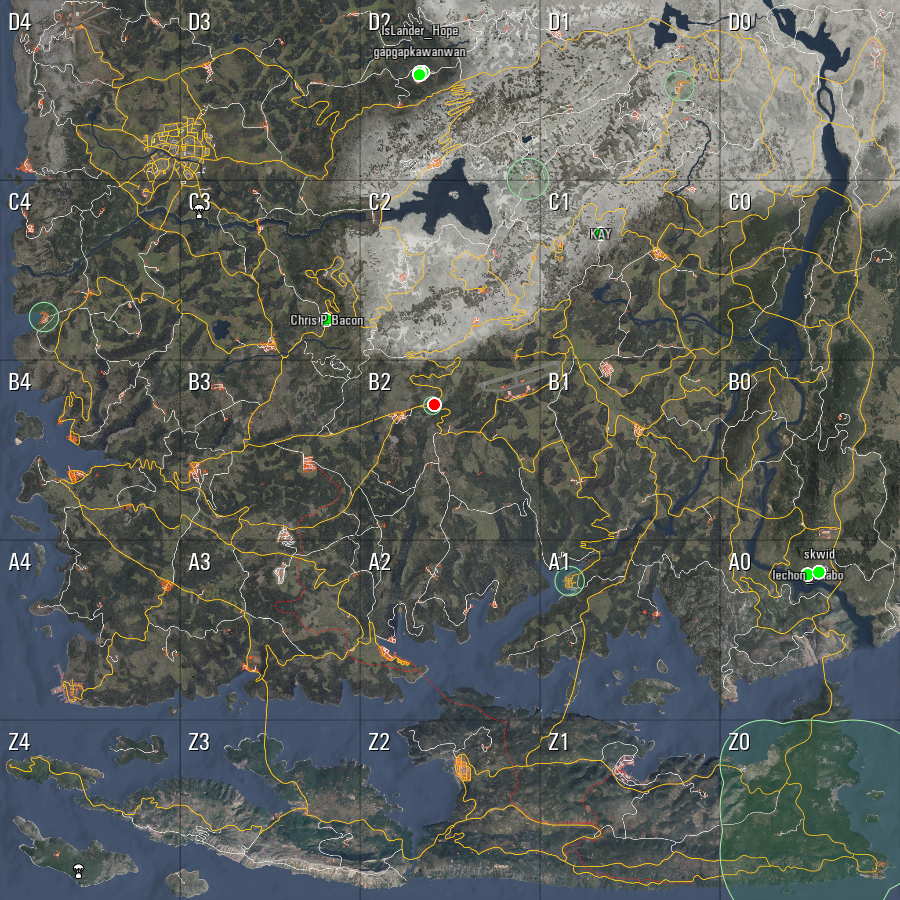 D4
D3
D2
D1
D0
IsLander_Hope
gapgapkawanwan
C4
C3
C2
C1
C0
KAY
Chris P Bacon
B4
B3
B2
B1
B0
A4
A3
A2
A1
A0
skwid
Z4
Z3
Z2
Z1
Z0